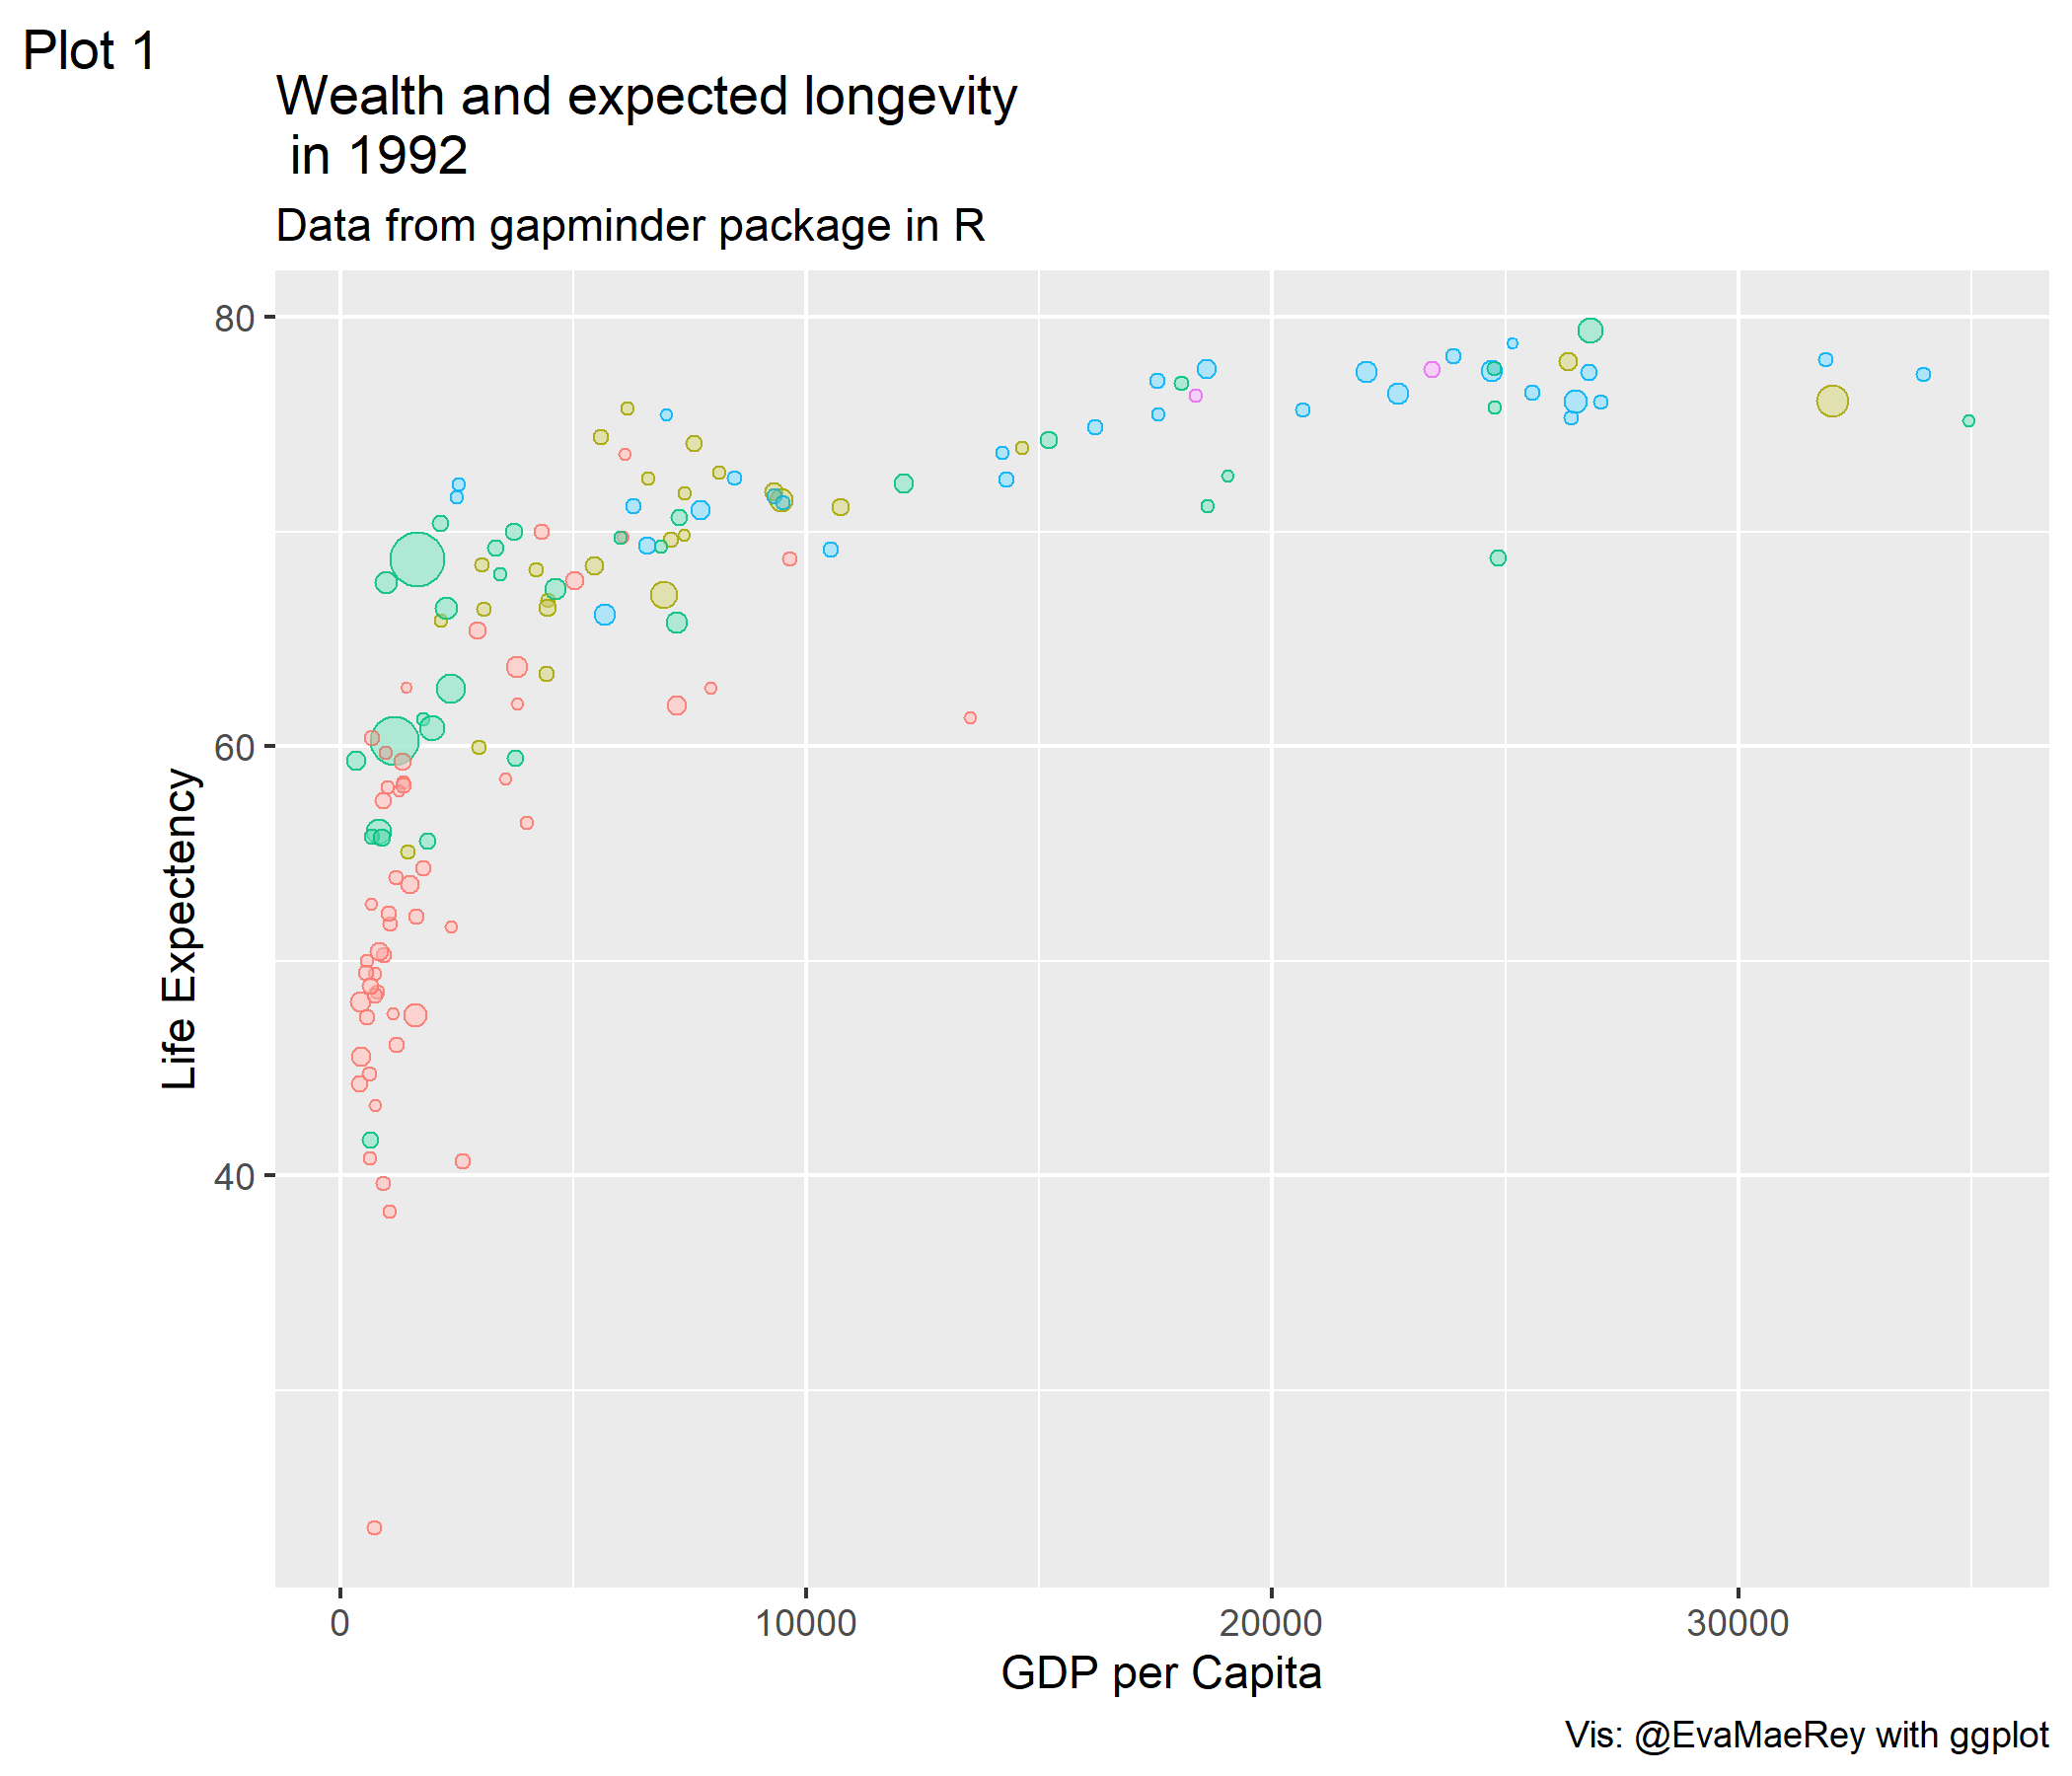 Plot 1
Wealth and expected longevity
in 1992
Data from gapminder package in R
80
60
40
Life Expectency
0 10000 20000 30000
GDP per Capita
Vis: @EvaMaeRey with ggplot